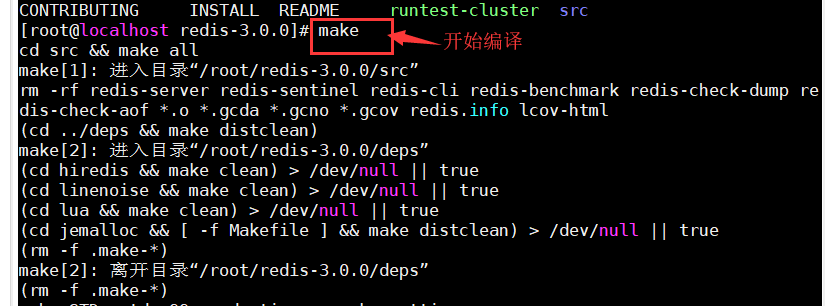 CONTRIBUTING INSTALL README runtest-cluster src
[root@localhost redis-3.0.0]# make
开始编译
cd src && make all
make[1]: 进入目录“/root/redis-3.0.0/src”
rm -rf redis-server redis-sentinel redis-cli redis-benchmark redis-check-dump re
dis-check-aof *.o *.gcda *.gcno *.gcov redis.info lcov-html
(cd ../deps && make distclean)
make[2]: 进入目录“/root/redis-3.0.0/deps”
(cd hiredis && make clean) > /dev/null || true
(cd linenoise && make clean) > /dev/null || true
(cd lua && make clean) > /dev/null || true
(cd jemalloc && [ -f Makefile ] && make distclean) > /dev/null || true
(rm -f .make-*)
make[2]: 离开目录“/root/redis-3.0.0/deps”
(rm -f .make-*)